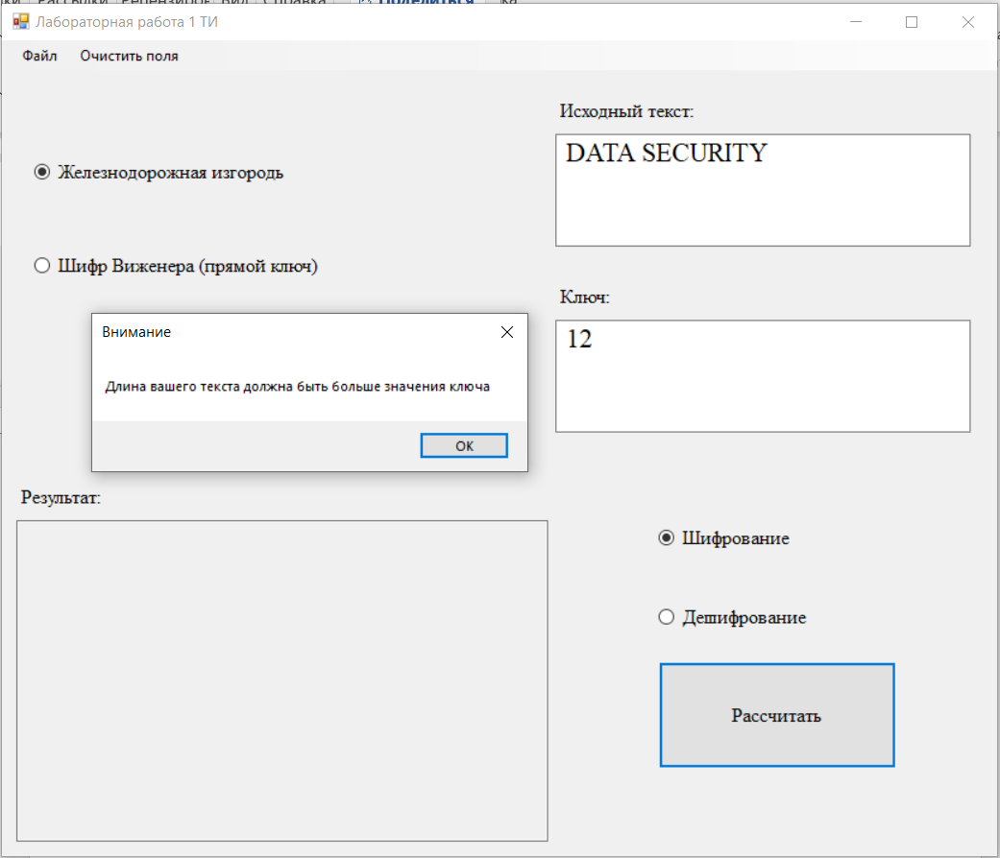 Лабораторная работа 1 ТИ
Файл Очистить поля
Исходный текст:
DATA SECURITY
Железнодорожная изгородь
Шифр Виженера (прямой ключ)
Ключ:
12
Внимание
Длина вашего текста должна быть больше значения ключа
OK
Результат:
Шифрование
Дешифрование
Рассчитать